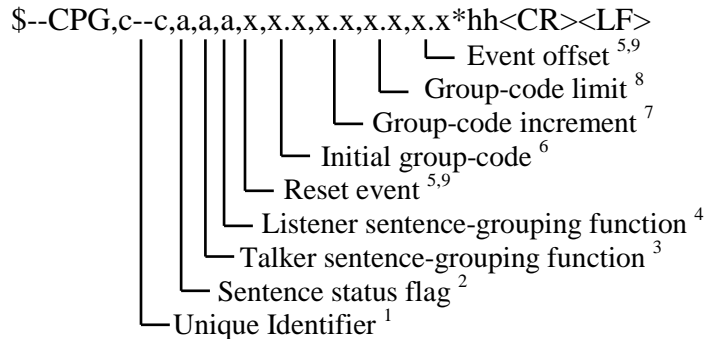 $--CPG,c--c,a,a,a,x,x.x,x.x,x.x,x.x*hh<CR><LF>
Event offset 5,9
Group-code limit 8
Group-code increment 7
Initial group-code 6
Reset event 5,9
Listener sentence-grouping function 4
Talker sentence-grouping function 3
Sentence status flag 2
Unique Identifier 1